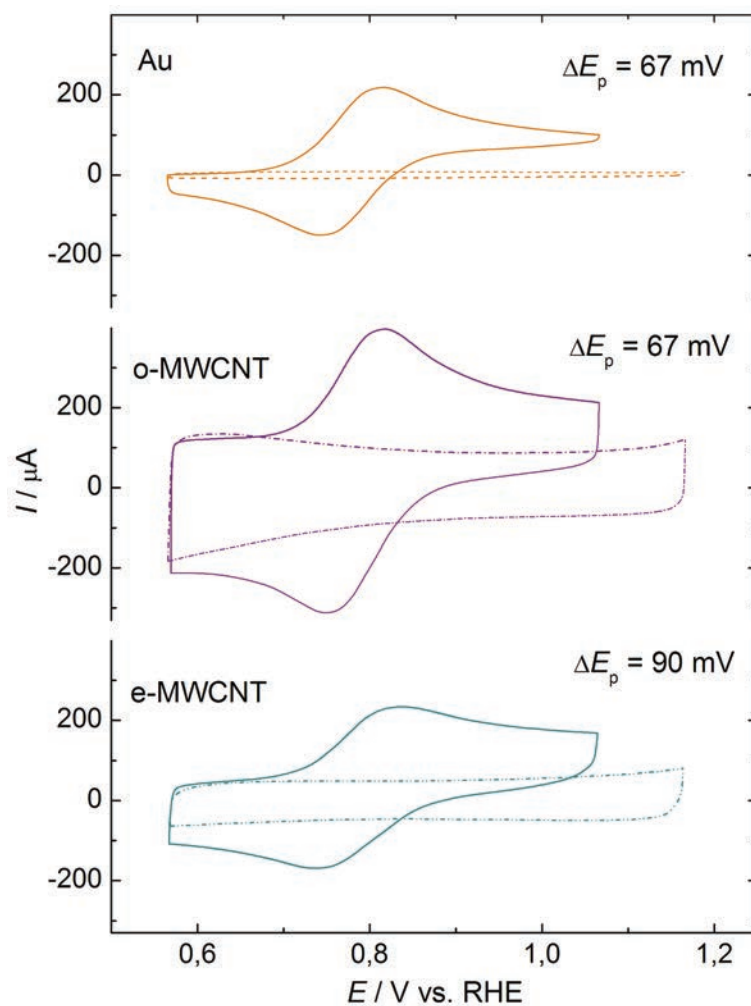 Au
ΔEp = 67 mV
200
0
-200
o-MWCNT
ΔEp = 67 mV
200
0
-200
I / μA
e-MWCNT
ΔEp = 90 mV
200
0
-200
0,6 0,8 1,0 1,2
E / V vs. RHE